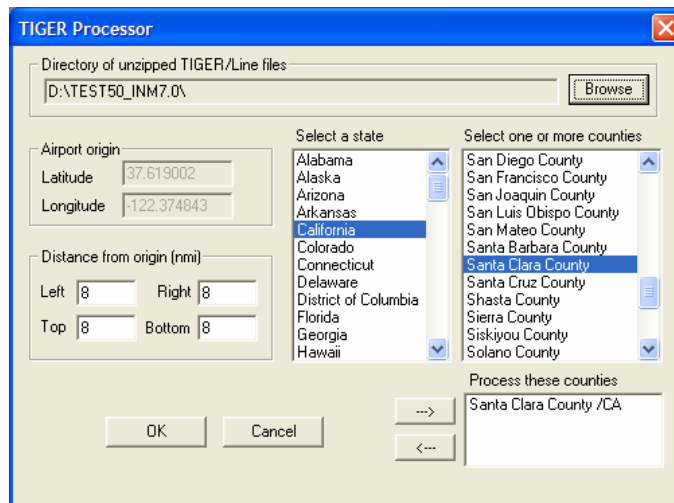 TIGER Processor
Directory of unzipped TIGER/Line files
D:\TEST50_INM7.0\
Browse
Airport origin
Latitude 37.619002
Longitude -122.374843
Distance from origin (nmi)
Left 8 Right 8
Top 8 Bottom 8
Select a state
Alabama
Alaska
Arizona
Arkansas
California
Colorado
Connecticut
Delaware
District of Columbia
Florida
Georgia
Hawaii
Select one or more counties
San Diego County
San Francisco County
San Joaquin County
San Luis Obispo County
San Mateo County
Santa Barbara County
Santa Clara County
Santa Cruz County
Shasta County
Sierra County
Siskiyou County
Solano County
Process these counties
Santa Clara County /CA
--->
<---
OK
Cancel